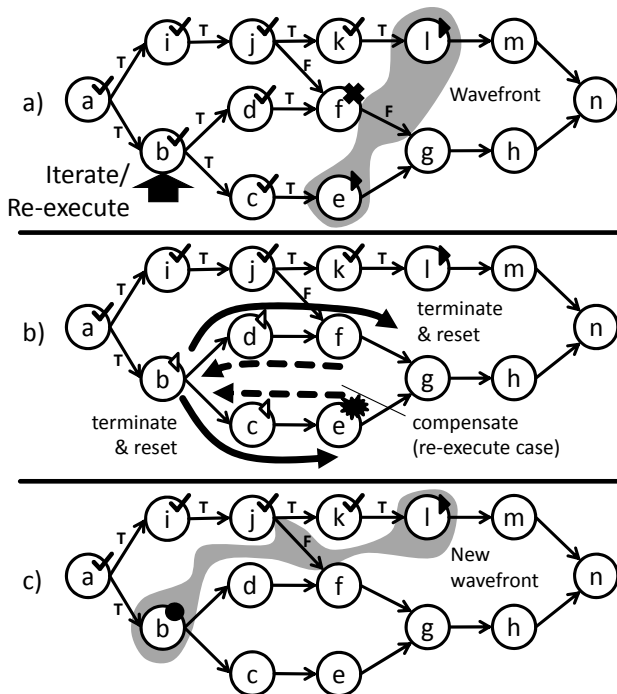 i T j T k T l m
T F
a) a d T f F Wavefront n
T T
b g h
Iterate/ T
Re-execute c T e
i T j T k T l m
T F terminate
b) a d f & reset n
T
b g h
terminate c e compensate
& reset (re-execute case)
i T j T k T l m
T F
c) a d f New n
T wavefront
b g h
c e